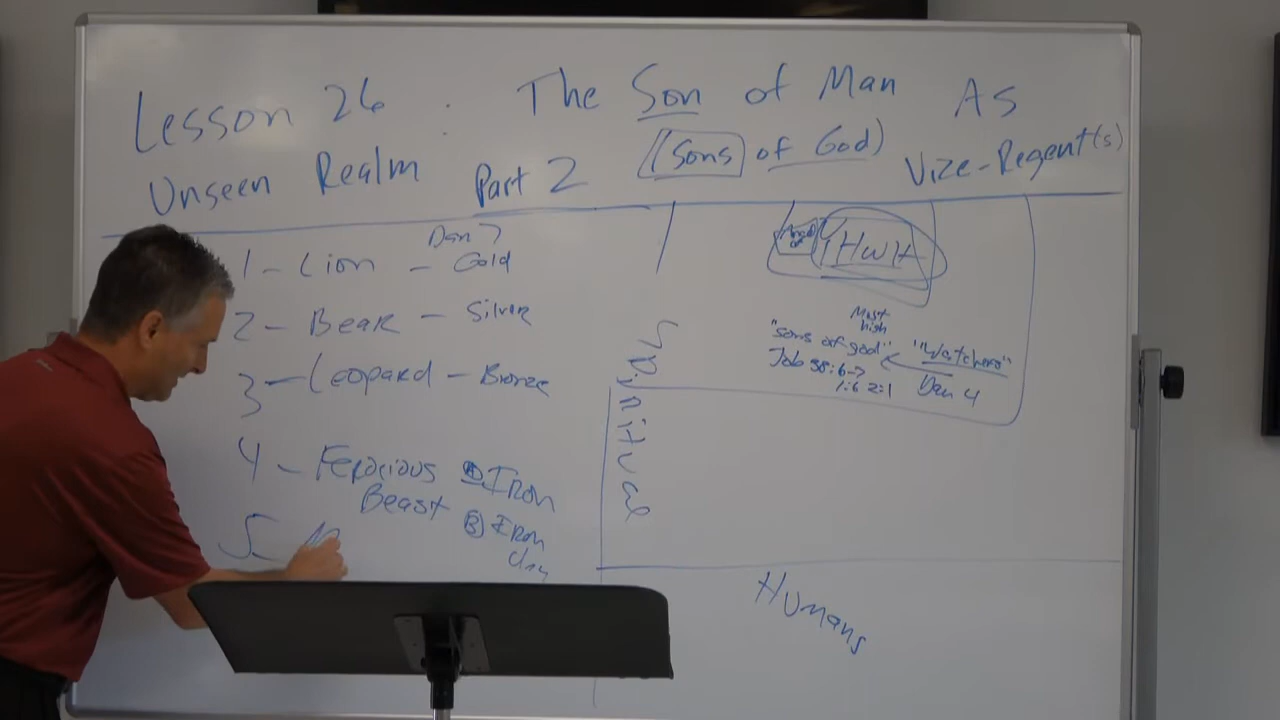 Lesson 26 : The Son of Man As
Unseen Realm Part 2 (Sons of God) Vize-Regent(s)
Dan 7
1 - Lion - Gold
2 - Bear - Silver
3 - Leopard - Bronze
4 - Ferocious A Iron
Beast B Iron
Clay
5 -
Angel
of YHWH
Most
high
"sons of god" "Watchers"
Job 38:6-7
1:6 2:1 Dan 4
Humans